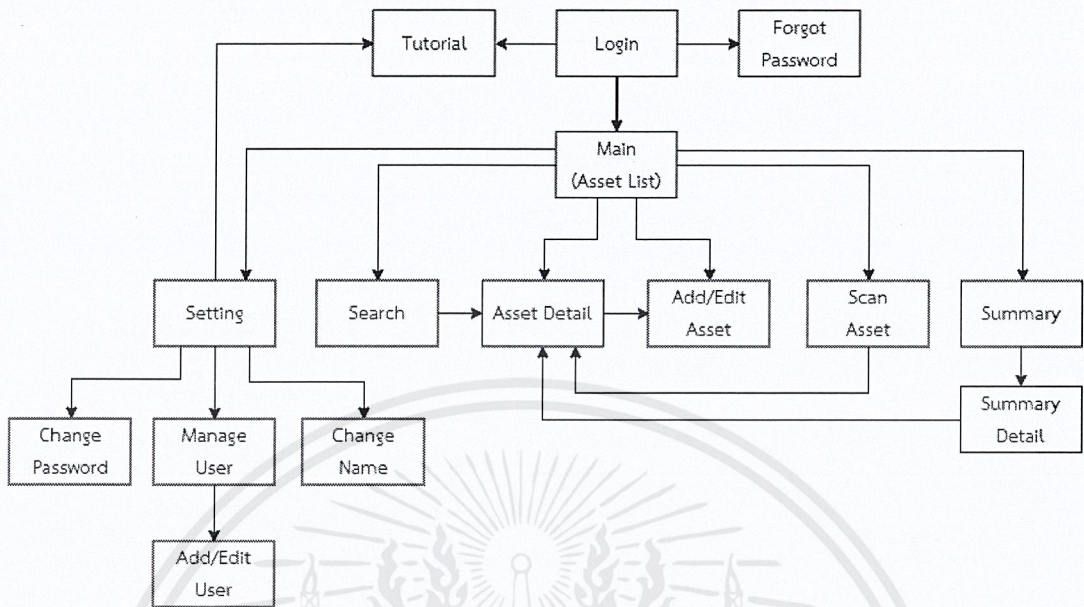 Tutorial
Login
Forgot
Password
Main
(Asset List)
Setting
Search
Asset Detail
Add/Edit
Asset
Scan
Asset
Summary
Change
Password
Manage
User
Change
Name
Summary
Detail
Add/Edit
User